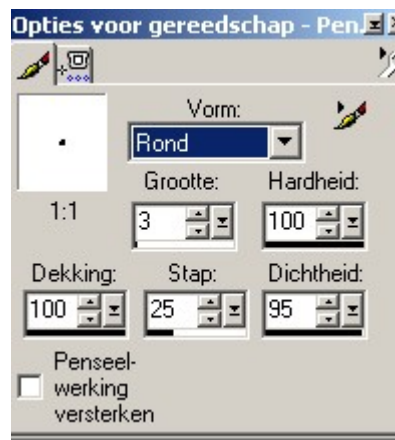 Opties voor gereedschap - Pen
Vorm:
Rond
Grootte: Hardheid:
1:1
3 100
Dekking: Stap: Dichtheid:
100 25 95
Penseel-
werking
versterken